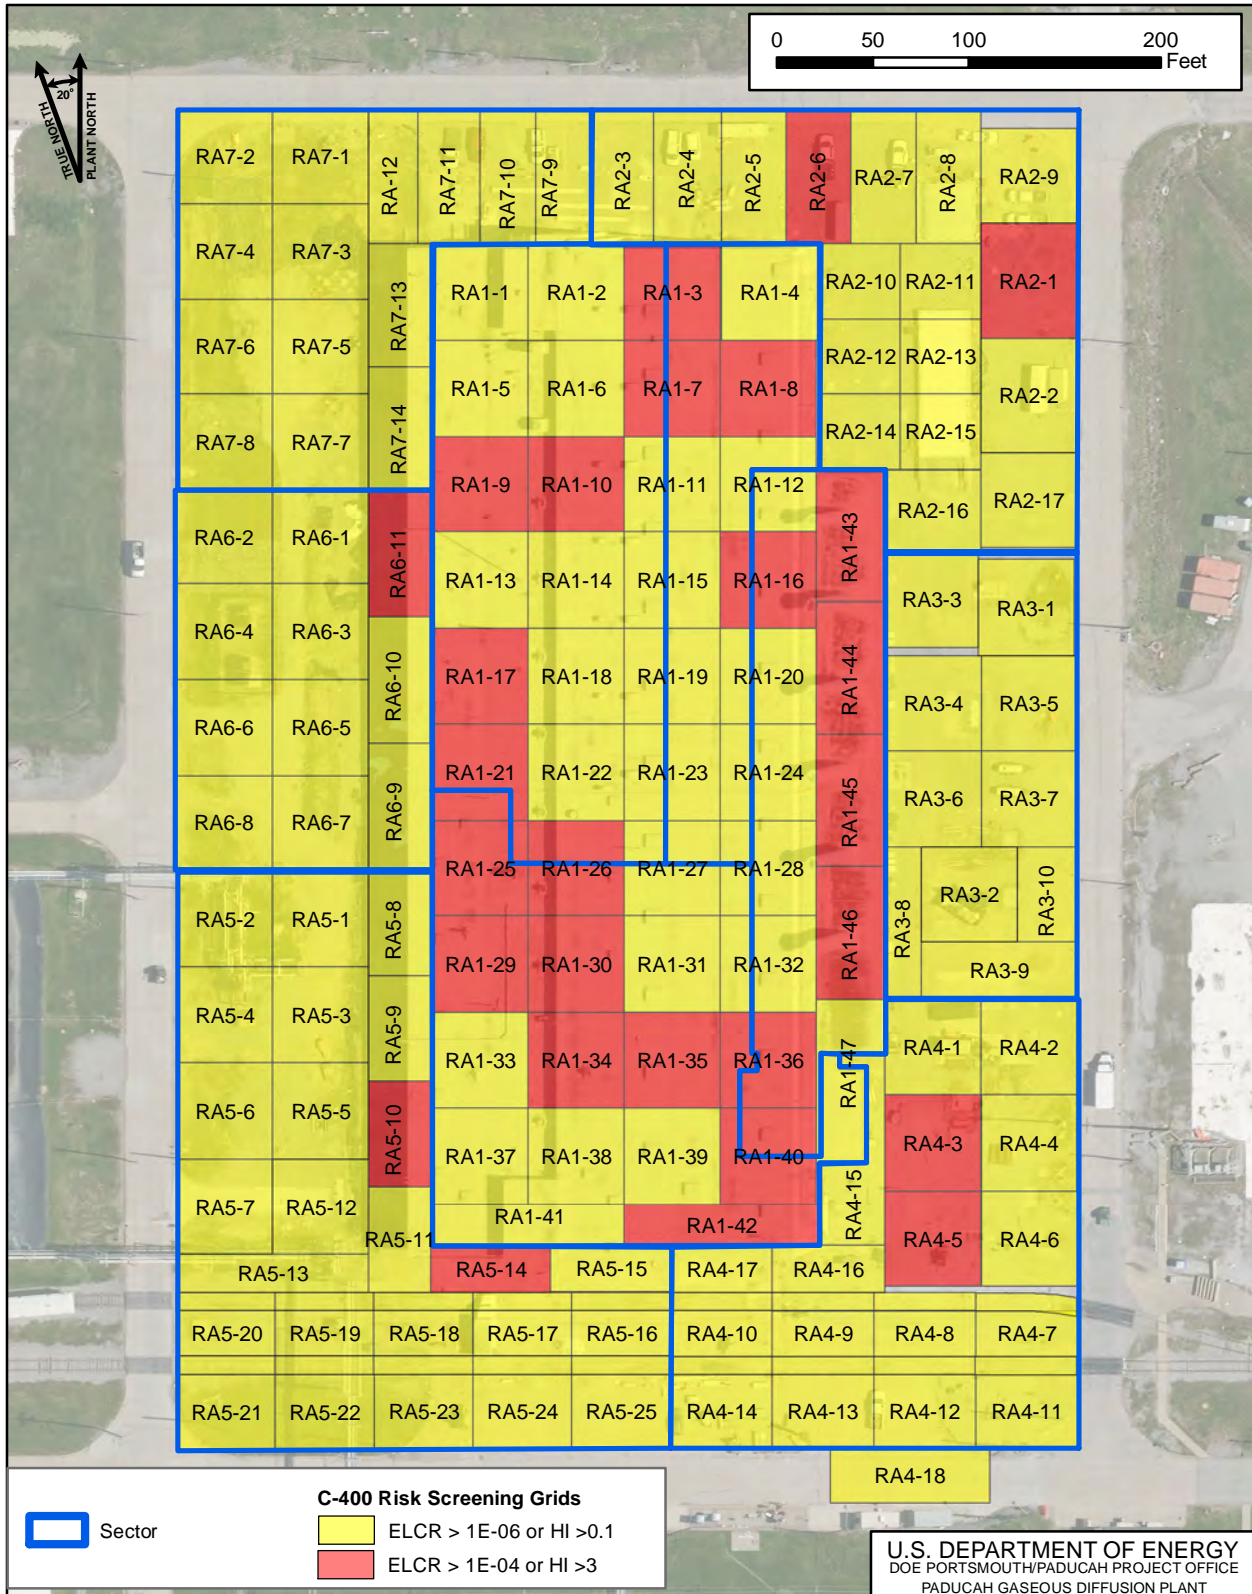 0 50 100 200
Feet
20°
TRUE NORTH
PLANT NORTH
RA7-2 RA7-1 RA-12 RA7-11 RA7-10 RA7-9 RA2-3 RA2-4 RA2-5 RA2-6 RA2-7 RA2-8 RA2-9
RA7-4 RA7-3 RA7-13 RA1-1 RA1-2 RA1-3 RA1-4 RA2-10 RA2-11 RA2-1
RA7-6 RA7-5 RA2-12 RA2-13
RA7-8 RA7-7 RA7-14 RA1-5 RA1-6 RA1-7 RA1-8 RA2-14 RA2-15 RA2-2
RA1-9 RA1-10 RA1-11 RA1-12 RA2-16 RA2-17
RA6-2 RA6-1 RA6-11 RA1-13 RA1-14 RA1-15 RA1-16 RA1-43 RA3-3 RA3-1
RA6-4 RA6-3 RA6-10 RA1-17 RA1-18 RA1-19 RA1-20 RA1-44 RA3-4 RA3-5
RA6-6 RA6-5
RA6-8 RA6-7 RA6-9 RA1-21 RA1-22 RA1-23 RA1-24 RA1-45 RA3-6 RA3-7
RA1-25 RA1-26 RA1-27 RA1-28
RA5-2 RA5-1 RA5-8 RA1-29 RA1-30 RA1-31 RA1-32 RA1-46 RA3-8 RA3-2 RA3-10
RA3-9
RA5-4 RA5-3 RA5-9 RA1-33 RA1-34 RA1-35 RA1-36 RA1-47 RA4-1 RA4-2
RA5-6 RA5-5 RA5-10 RA1-37 RA1-38 RA1-39 RA1-40 RA4-3 RA4-4
RA5-7 RA5-12 RA5-11 RA1-41 RA1-42 RA4-15 RA4-5 RA4-6
RA5-13 RA5-14 RA5-15 RA4-17 RA4-16
RA5-20 RA5-19 RA5-18 RA5-17 RA5-16 RA4-10 RA4-9 RA4-8 RA4-7
RA5-21 RA5-22 RA5-23 RA5-24 RA5-25 RA4-14 RA4-13 RA4-12 RA4-11
RA4-18
Sector
C-400 Risk Screening Grids
ELCR > 1E-06 or HI >0.1
ELCR > 1E-04 or HI >3
U.S. DEPARTMENT OF ENERGY
DOE PORTSMOUTH/PADUCAH PROJECT OFFICE
PADUCAH GASEOUS DIFFUSION PLANT